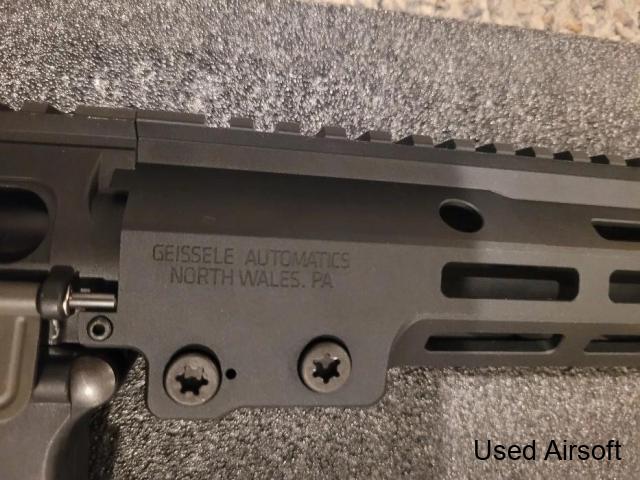 GEISSELE AUTOMATICS
NORTH WALES, PA
Used Airsoft